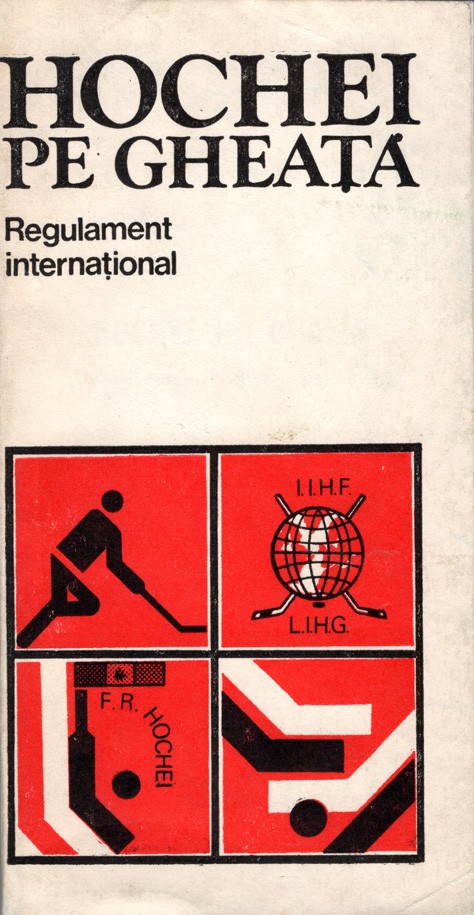 HOCHEI
PE GHEAȚĂ
Regulament
internațional
I.I.H.F.
L.I.H.G.
F. R. HOCHEI